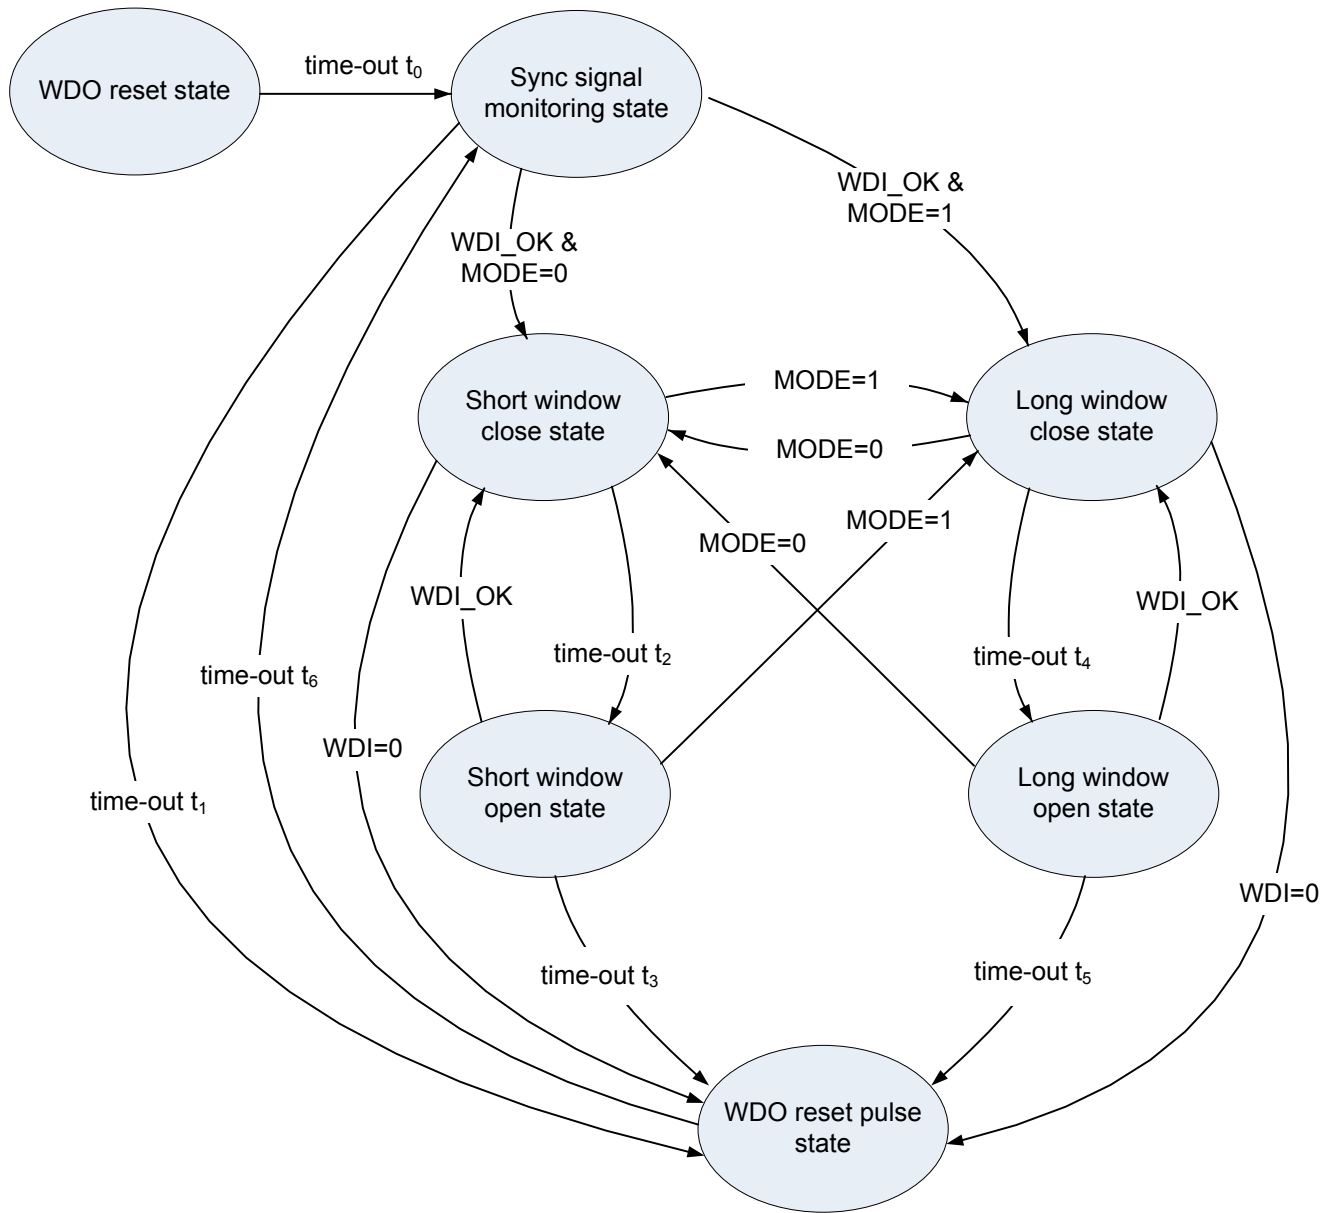 WDO reset state
time-out t₀
Sync signal
monitoring state
WDI_OK &
MODE=1
WDI_OK &
MODE=0
Short window
close state
MODE=1
Long window
close state
MODE=0
MODE=1
MODE=0
WDI_OK
WDI_OK
time-out t₂
time-out t₄
time-out t₆
WDI=0
Short window
open state
Long window
open state
time-out t₁
WDI=0
time-out t₃
time-out t₅
WDO reset pulse
state